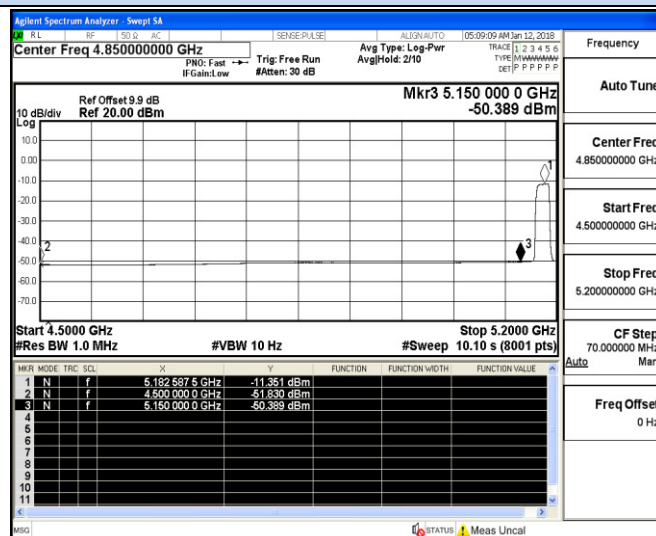 Agilent Spectrum Analyzer - Swept SA
RL RF 50 Ω AC SENSE:PULSE ALIGN AUTO 05:09:09 AM Jan 12, 2018
Center Freq 4.850000000 GHz
PNO: Fast
IFGain:Low
Trig: Free Run
#Atten: 30 dB
Avg Type: Log-Pwr
Avg|Hold: 2/10
TRACE 1 2 3 4 5 6
TYPE M
DET P P P P P P
Ref Offset 9.9 dB
Ref 20.00 dBm
10 dB/div
Log
Mkr3 5.150 000 0 GHz
-50.389 dBm
10.0
0.00
-10.0
-20.0
-30.0
-40.0
-50.0
-60.0
-70.0
1
2
3
Start 4.5000 GHz Stop 5.2000 GHz
#Res BW 1.0 MHz #VBW 10 Hz #Sweep 10.10 s (8001 pts)
MKR MODE TRC SCL X Y FUNCTION FUNCTION WIDTH FUNCTION VALUE
1 N f 5.182 587 5 GHz -11.351 dBm
2 N f 4.500 000 0 GHz -51.830 dBm
3 N f 5.150 000 0 GHz -50.389 dBm
4
5
6
7
8
9
10
11
MSG STATUS Meas Uncal
Frequency
Auto Tune
Center Freq
4.850000000 GHz
Start Freq
4.500000000 GHz
Stop Freq
5.200000000 GHz
CF Step
70.000000 MHz
Auto Man
Freq Offset
0 Hz